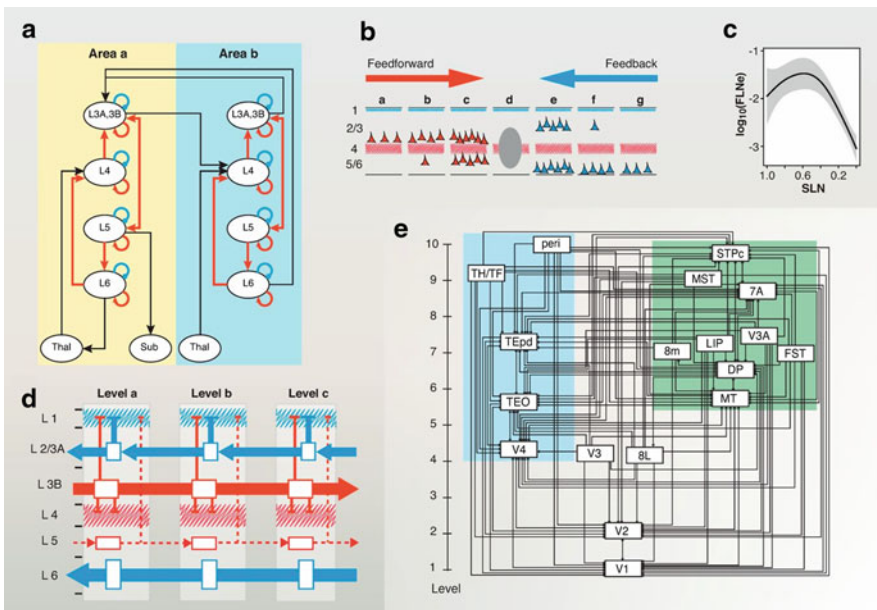 a
Area a
Area b
L3A,3B
L3A,3B
L4
L4
L5
L5
L6
L6
Thal
Sub
Thal
b
Feedforward
Feedback
a b c d e f g
1
2/3
4
5/6
c
log10(FLNe)
-1
-2
-3
1.0 0.6 0.2
SLN
d
Level a
Level b
Level c
L 1
L 2/3A
L 3B
L 4
L 5
L 6
e
10
9
8
7
6
5
4
3
2
1
Level
peri
STPc
TH/TF
MST
7A
TEpd
8m
LIP
V3A
FST
DP
TEO
MT
V4
V3
8L
V2
V1